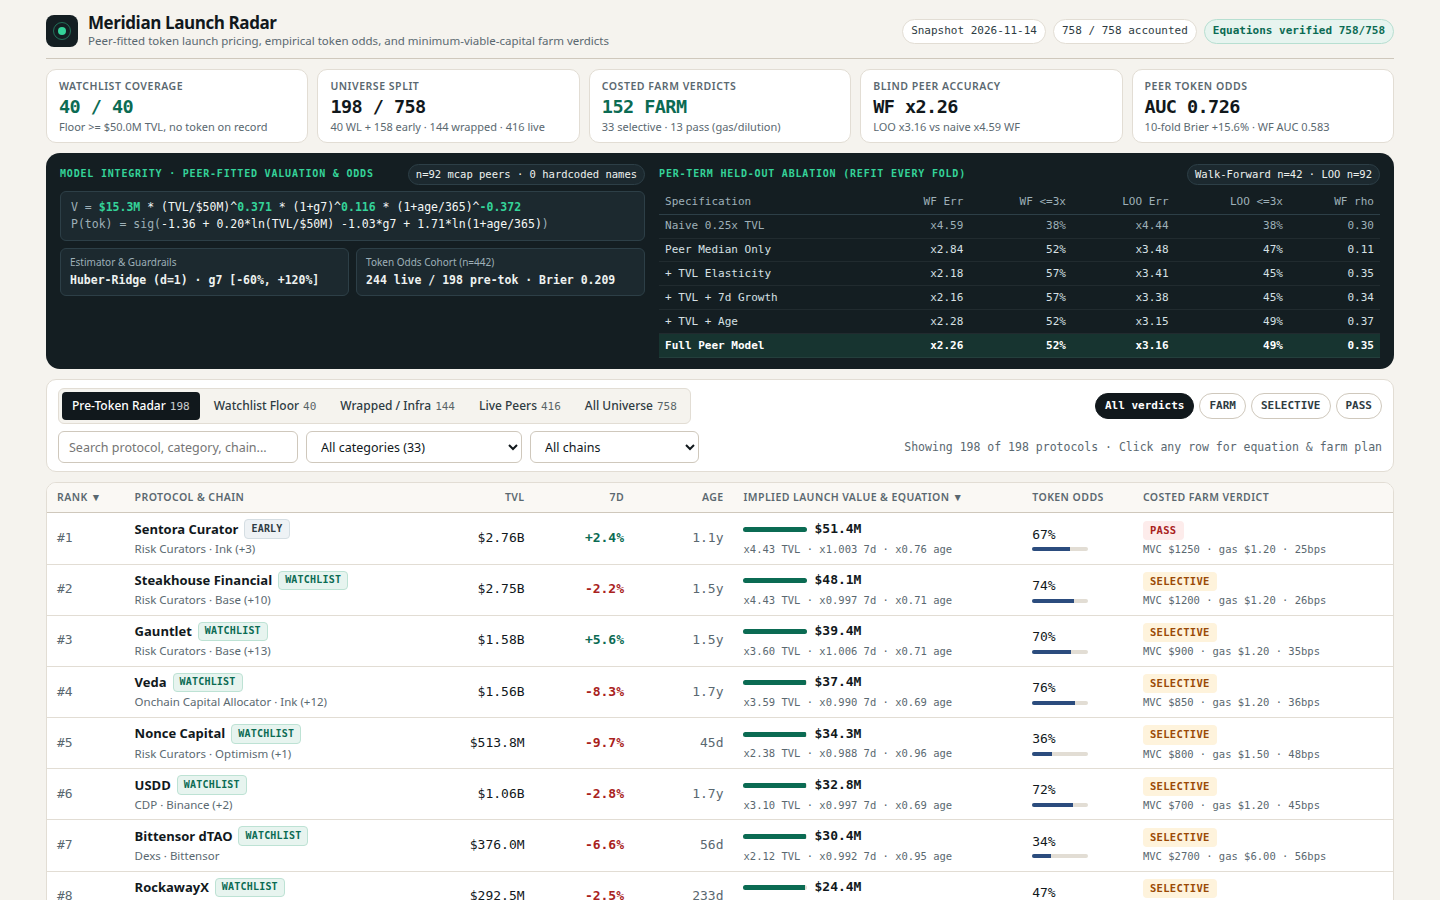 Meridian Launch Radar
Peer-fitted token launch pricing, empirical token odds, and minimum-viable-capital farm verdicts
Snapshot 2026-11-14
758 / 758 accounted
Equations verified 758/758
WATCHLIST COVERAGE
40 / 40
Floor >= $50.0M TVL, no token on record
UNIVERSE SPLIT
198 / 758
40 WL + 158 early · 144 wrapped · 416 live
COSTED FARM VERDICTS
152 FARM
33 selective · 13 pass (gas/dilution)
BLIND PEER ACCURACY
WF x2.26
LOO x3.16 vs naive x4.59 WF
PEER TOKEN ODDS
AUC 0.726
10-fold Brier +15.6% · WF AUC 0.583
MODEL INTEGRITY · PEER-FITTED VALUATION & ODDS
n=92 mcap peers · 0 hardcoded names
V = $15.3M * (TVL/$50M)^0.371 * (1+g7)^0.116 * (1+age/365)^-0.372
P(tok) = sig(-1.36 + 0.20*ln(TVL/$50M) -1.03*g7 + 1.71*ln(1+age/365))
Estimator & Guardrails
Huber-Ridge (d=1) · g7 [-60%, +120%]
Token Odds Cohort (n=442)
244 live / 198 pre-tok · Brier 0.209
PER-TERM HELD-OUT ABLATION (REFIT EVERY FOLD)
Walk-Forward n=42 · LOO n=92
Specification WF Err WF <=3x LOO Err LOO <=3x WF rho
Naive 0.25x TVL x4.59 38% x4.44 38% 0.30
Peer Median Only x2.84 52% x3.48 47% 0.11
+ TVL Elasticity x2.18 57% x3.41 45% 0.35
+ TVL + 7d Growth x2.16 57% x3.38 45% 0.34
+ TVL + Age x2.28 52% x3.15 49% 0.37
Full Peer Model x2.26 52% x3.16 49% 0.35
Pre-Token Radar 198
Watchlist Floor 40
Wrapped / Infra 144
Live Peers 416
All Universe 758
All verdicts
FARM
SELECTIVE
PASS
Search protocol, category, chain...
All categories (33)
All chains
Showing 198 of 198 protocols · Click any row for equation & farm plan
RANK ▼ PROTOCOL & CHAIN TVL 7D AGE IMPLIED LAUNCH VALUE & EQUATION ▼ TOKEN ODDS COSTED FARM VERDICT
#1 Sentora Curator EARLY $2.76B +2.4% 1.1y $51.4M 67% PASS
Risk Curators · Ink (+3) x4.43 TVL · x1.003 7d · x0.76 age MVC $1250 · gas $1.20 · 25bps
#2 Steakhouse Financial WATCHLIST $2.75B -2.2% 1.5y $48.1M 74% SELECTIVE
Risk Curators · Base (+10) x4.43 TVL · x0.997 7d · x0.71 age MVC $1200 · gas $1.20 · 26bps
#3 Gauntlet WATCHLIST $1.58B +5.6% 1.5y $39.4M 70% SELECTIVE
Risk Curators · Base (+13) x3.60 TVL · x1.006 7d · x0.71 age MVC $900 · gas $1.20 · 35bps
#4 Veda WATCHLIST $1.56B -8.3% 1.7y $37.4M 76% SELECTIVE
Onchain Capital Allocator · Ink (+12) x3.59 TVL · x0.990 7d · x0.69 age MVC $850 · gas $1.20 · 36bps
#5 Nonce Capital WATCHLIST $513.8M -9.7% 45d $34.3M 36% SELECTIVE
Risk Curators · Optimism (+1) x2.38 TVL · x0.988 7d · x0.96 age MVC $800 · gas $1.50 · 48bps
#6 USDD WATCHLIST $1.06B -2.8% 1.7y $32.8M 72% SELECTIVE
CDP · Binance (+2) x3.10 TVL · x0.997 7d · x0.69 age MVC $700 · gas $1.20 · 45bps
#7 Bittensor dTAO WATCHLIST $376.0M -6.6% 56d $30.4M 34% SELECTIVE
Dexs · Bittensor x2.12 TVL · x0.992 7d · x0.95 age MVC $2700 · gas $6.00 · 56bps
#8 RockawayX WATCHLIST $292.5M -2.5% 233d $24.4M 47% SELECTIVE